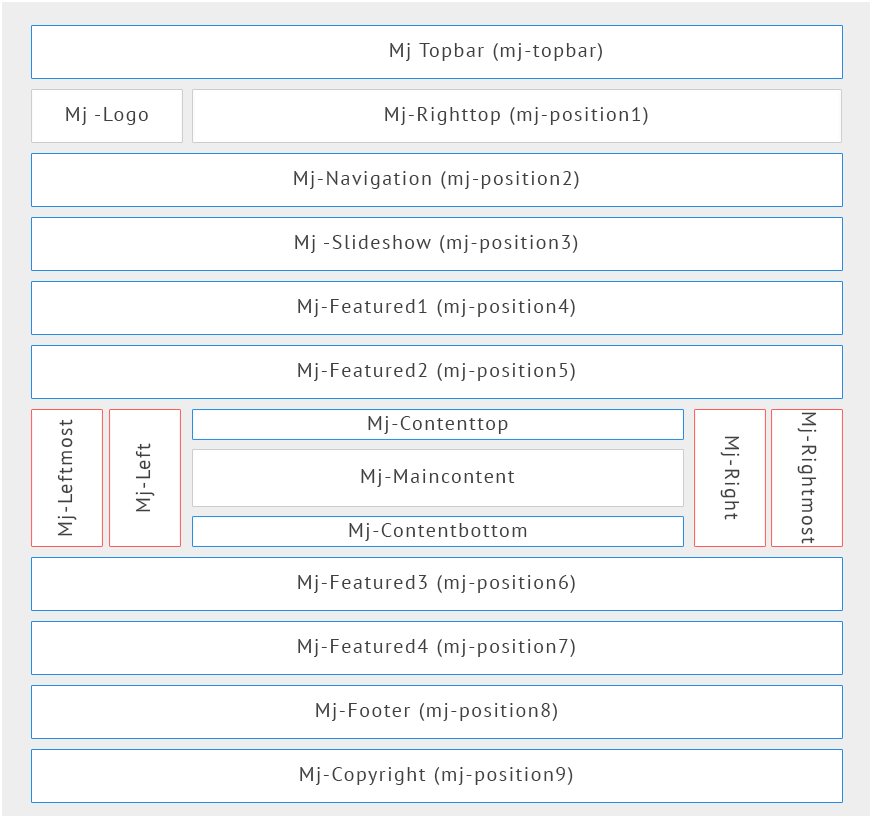 Mj Topbar (mj-topbar)
Mj -Logo
Mj-Righttop (mj-position1)
Mj-Navigation (mj-position2)
Mj -Slideshow (mj-position3)
Mj-Featured1 (mj-position4)
Mj-Featured2 (mj-position5)
Mj-Leftmost
Mj-Left
Mj-Contenttop
Mj-Maincontent
Mj-Contentbottom
Mj-Right
Mj-Rightmost
Mj-Featured3 (mj-position6)
Mj-Featured4 (mj-position7)
Mj-Footer (mj-position8)
Mj-Copyright (mj-position9)